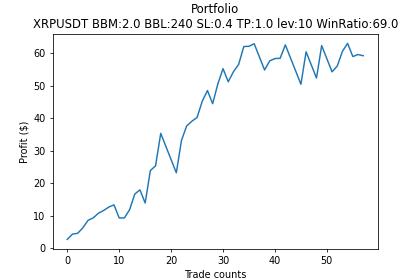 Portfolio
XRPUSDT BBM:2.0 BBL:240 SL:0.4 TP:1.0 lev:10 WinRatio:69.0
Profit ($)
60
50
40
30
20
10
0
0 10 20 30 40 50
Trade counts